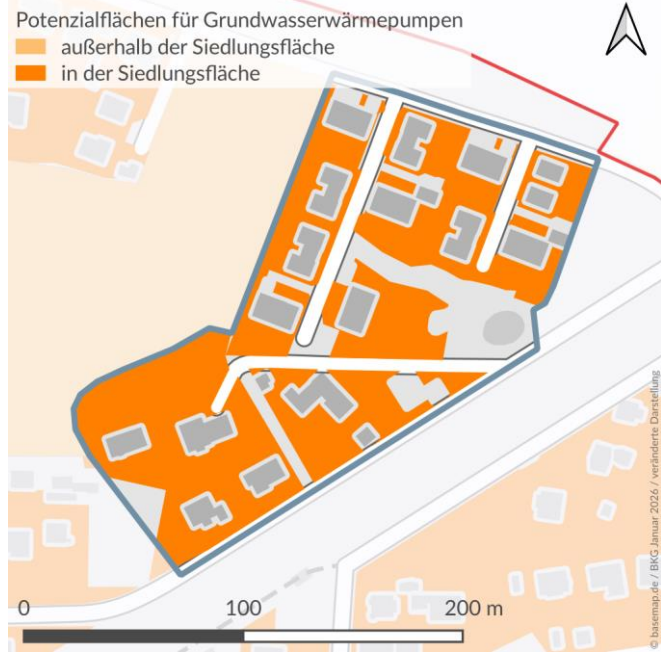 Potenzialflächen für Grundwasserwärmepumpen
außerhalb der Siedlungsfläche
in der Siedlungsfläche
0 100 200 m
© basemap.de / BKG Januar 2026 / veränderte Darstellung